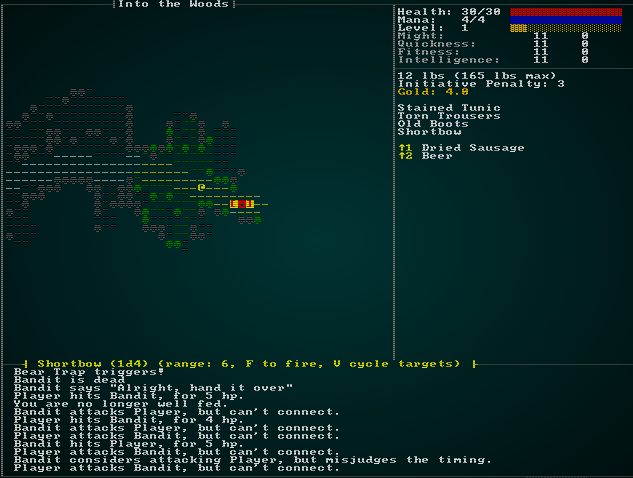 Into the Woods
Health: 30/30
Mana: 4/4
Level: 1
Might: 11 0
Quickness: 11 0
Fitness: 11 0
Intelligence: 11 0
12 lbs (165 lbs max)
Initiative Penalty: 3
Gold: 4.0
Stained Tunic
Torn Trousers
Old Boots
Shortbow
↑1 Dried Sausage
↑2 Beer
@
Shortbow (1d4) (range: 6, F to fire, V cycle targets)
Bear Trap triggers!
Bandit is dead
Bandit says "Alright, hand it over"
Player hits Bandit, for 5 hp.
You are no longer well fed.
Bandit attacks Player, but can't connect.
Player hits Bandit, for 4 hp.
Bandit attacks Player, but can't connect.
Player attacks Bandit, but can't connect.
Bandit hits Player, for 5 hp.
Player attacks Bandit, but can't connect.
Bandit considers attacking Player, but misjudges the timing.
Player attacks Bandit, but can't connect.